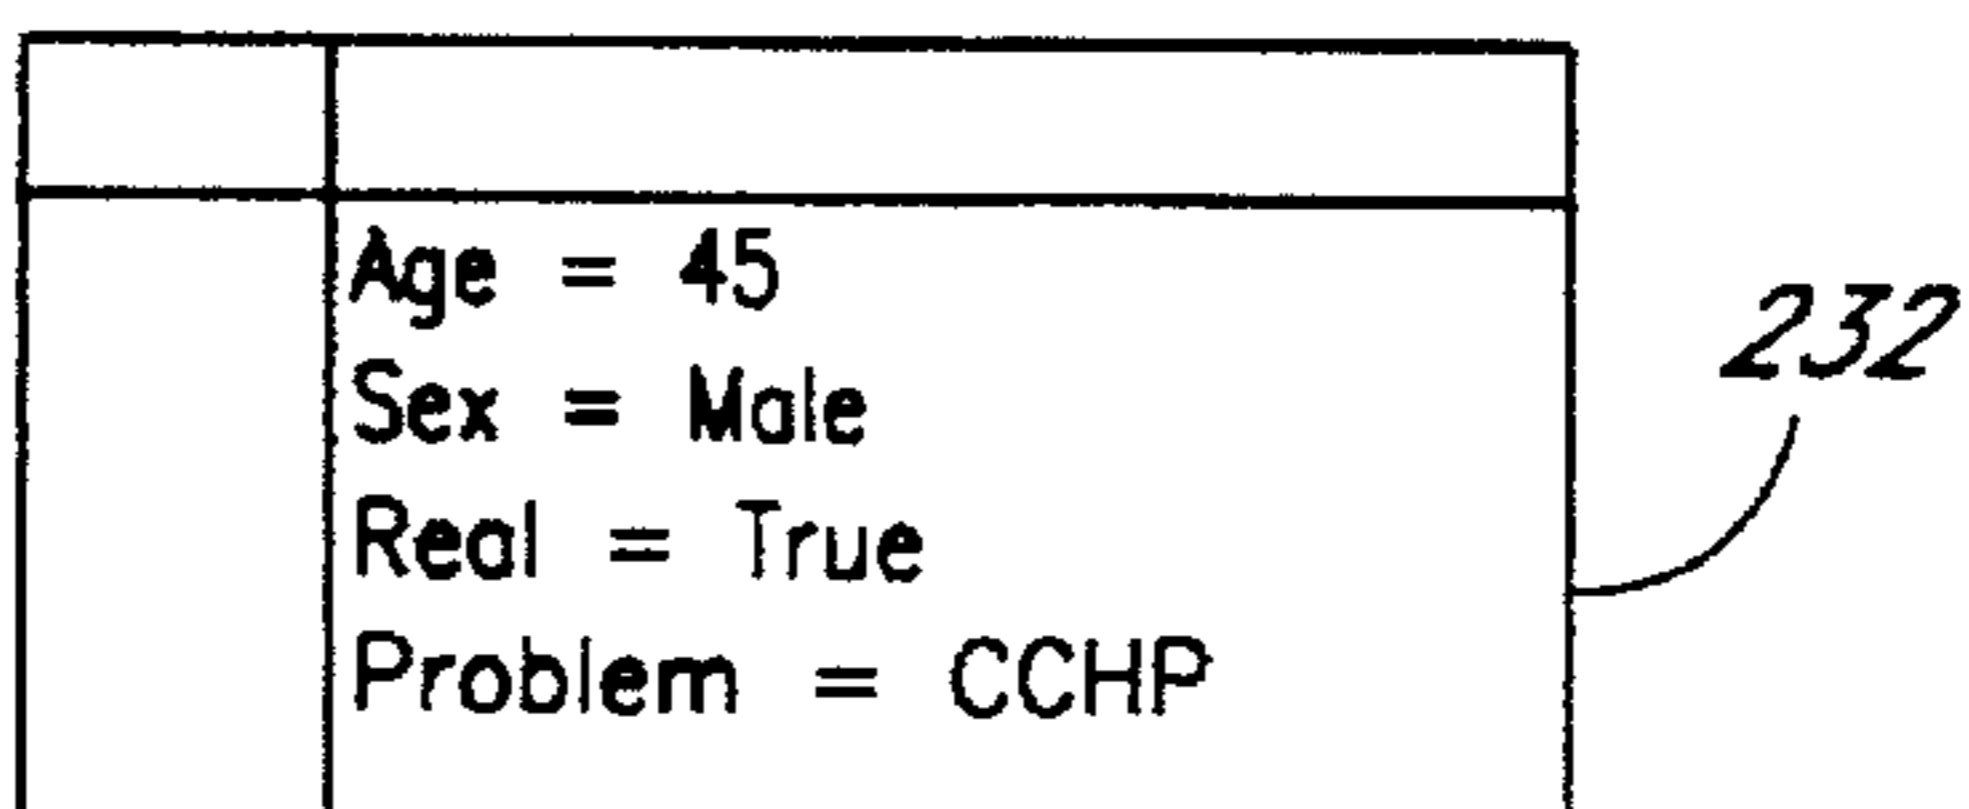 Age = 45
Sex = Male
Real = True
Problem = CCHP
232